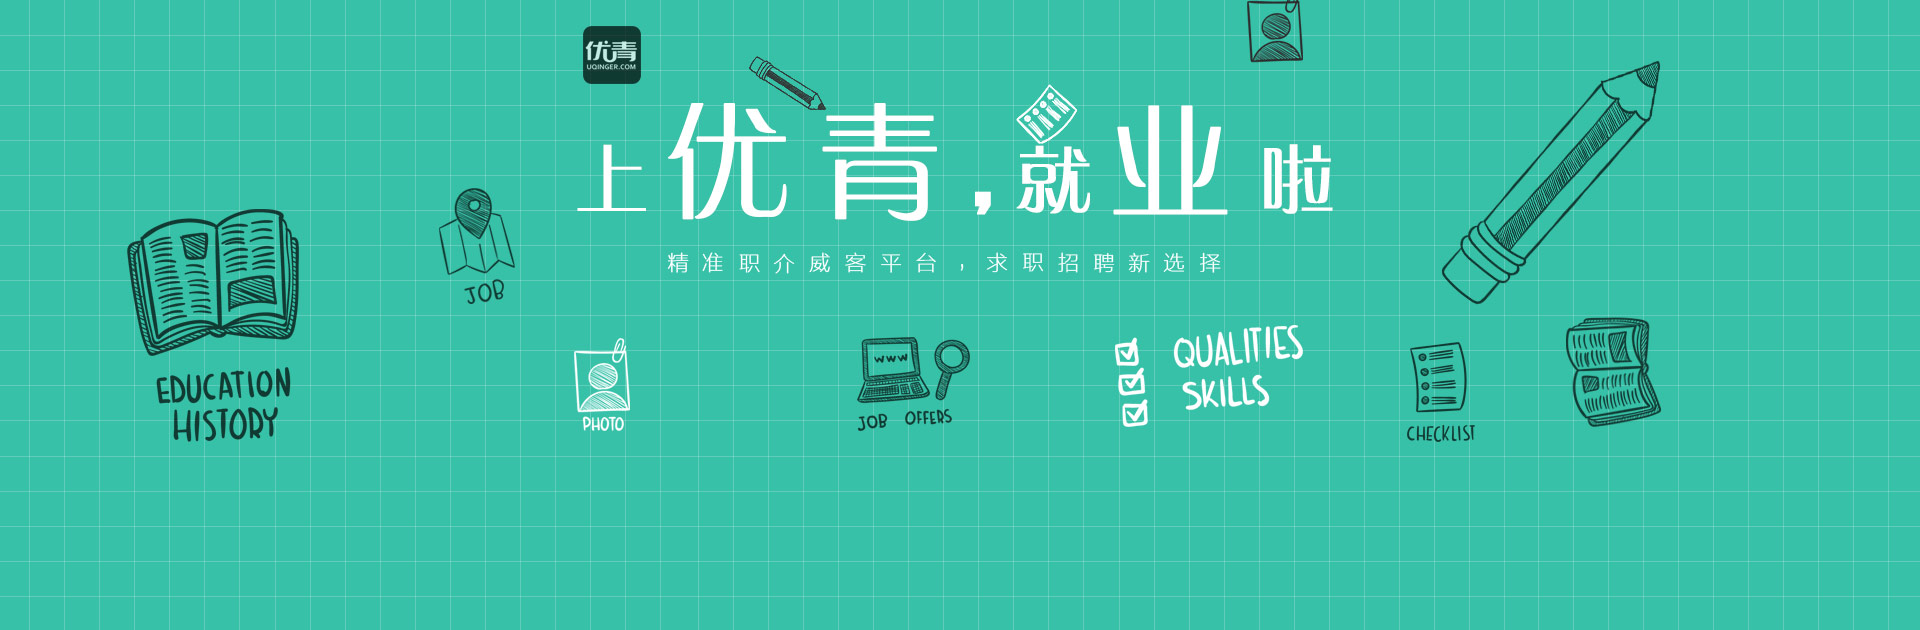 优青
UQINGER.COM
上优青,就业啦
精准职介威客平台,求职招聘新选择
JOB
EDUCATION
HISTORY
PHOTO
WWW
JOB OFFERS
QUALITIES
SKILLS
CHECKLIST